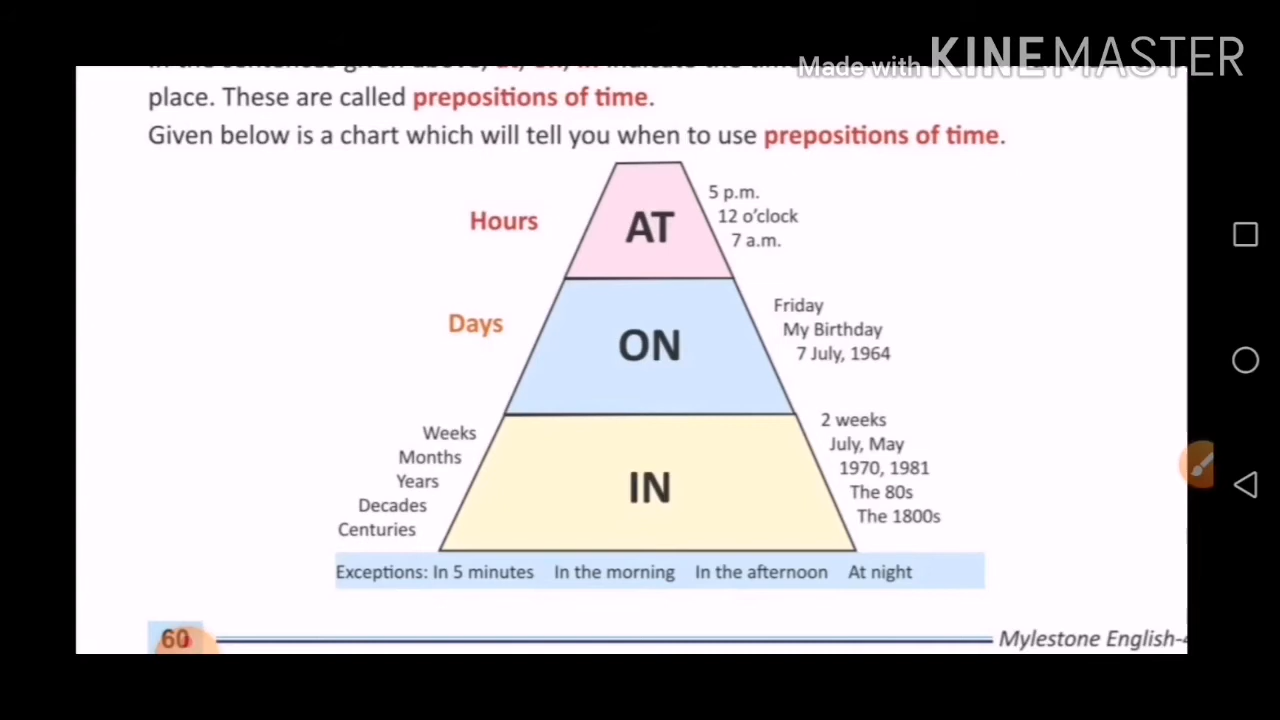 Made with KINEMASTER
place. These are called prepositions of time.
Given below is a chart which will tell you when to use prepositions of time.
Hours
AT
5 p.m.
12 o'clock
7 a.m.
Days
ON
Friday
My Birthday
7 July, 1964
Weeks
Months
Years
Decades
Centuries
IN
2 weeks
July, May
1970, 1981
The 80s
The 1800s
Exceptions: In 5 minutes In the morning In the afternoon At night
60
Mylestone English-